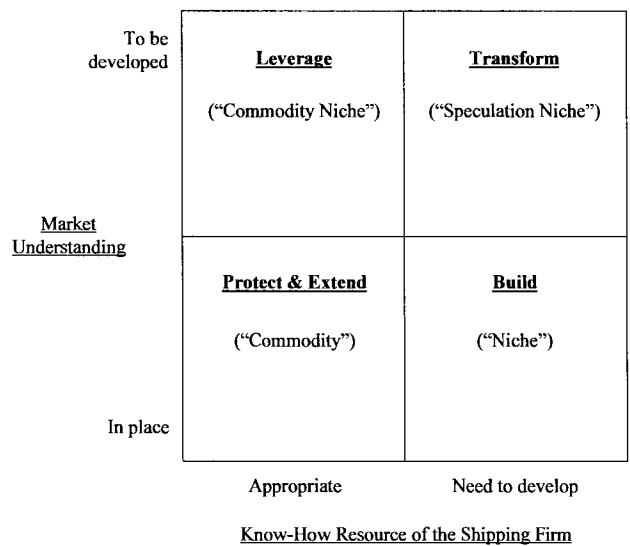 To be
developed
Leverage
Transform
(“Commodity Niche”)
(“Speculation Niche”)
Market
Understanding
Protect & Extend
Build
(“Commodity”)
(“Niche”)
In place
Appropriate
Need to develop
Know-How Resource of the Shipping Firm